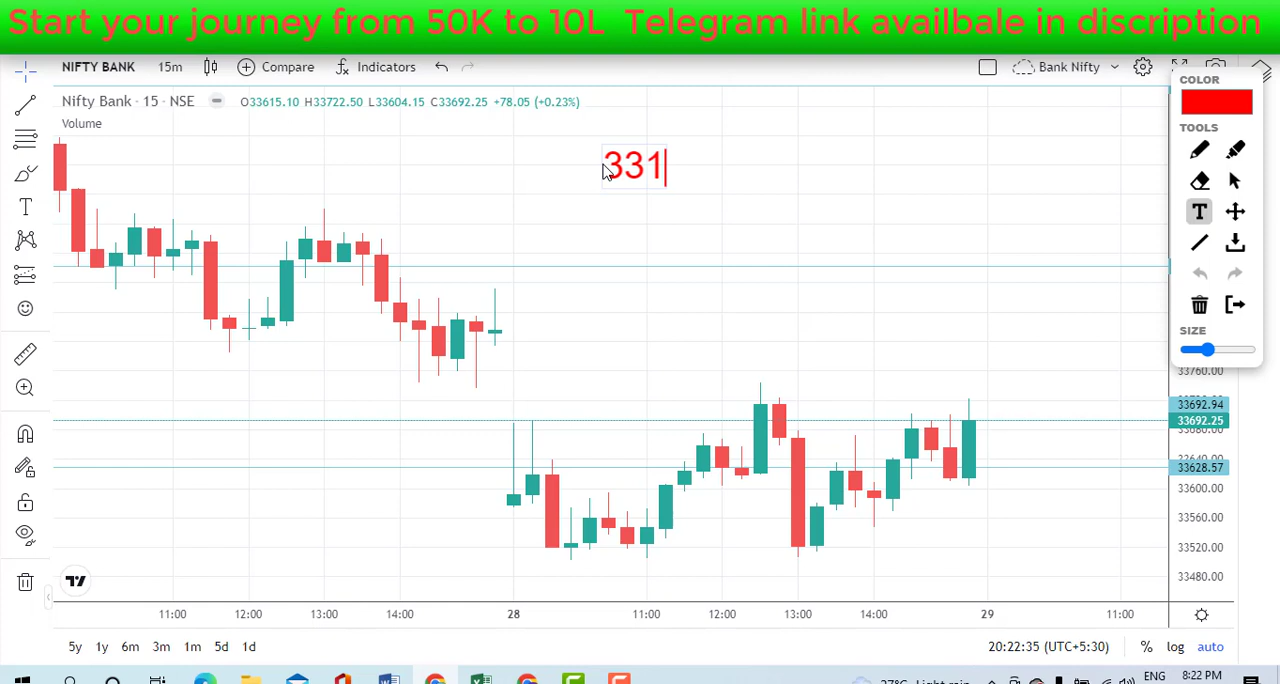 Start your journey from 50K to 10L Telegram link availbale in discription
NIFTY BANK 15m Compare Indicators Bank Nifty
COLOR
Nifty Bank · 15 · NSE O33615.10 H33722.50 L33604.15 C33692.25 +78.05 (+0.23%)
Volume
TOOLS
331
T
SIZE
33760.00
33692.94
33692.25
33680.00
33628.57
33600.00
33560.00
33520.00
33480.00
11:00 12:00 13:00 14:00 28 11:00 12:00 13:00 14:00 29 11:00
5y 1y 6m 3m 1m 5d 1d 20:22:35 (UTC+5:30) % log auto
27°C Light rain ENG 8:22 PM